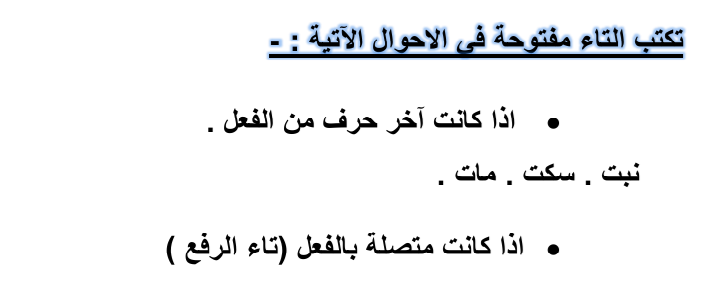 تكتب التاء مفتوحة في الاحوال الآتية : -
• اذا كانت آخر حرف من الفعل .
نبت . سكت . مات .
• اذا كانت متصلة بالفعل (تاء الرفع )